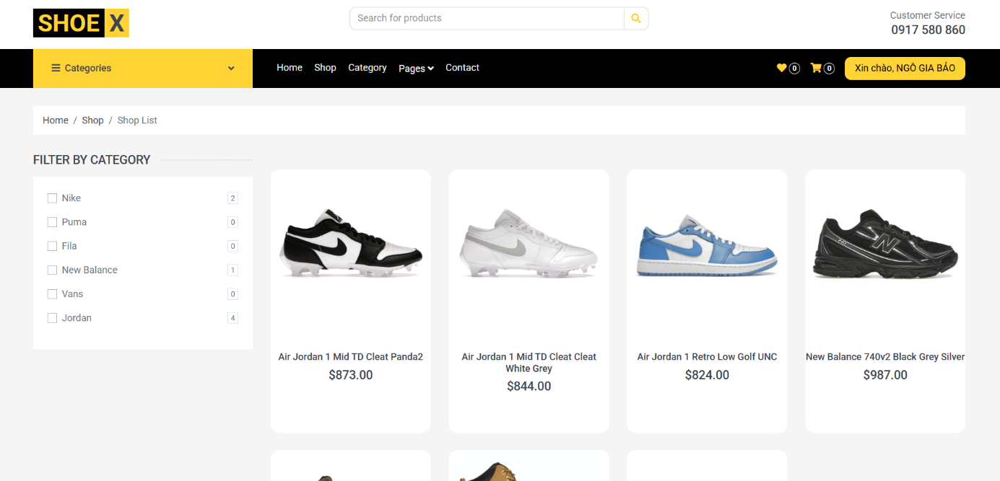 SHOE X
Search for products
Customer Service
0917 580 860
Categories
Home Shop Category Pages Contact
0 0 Xin chào, NGÔ GIA BẢO
Home / Shop / Shop List
FILTER BY CATEGORY
Nike 2
Puma 0
Fila 0
New Balance 1
Vans 0
Jordan 4
Air Jordan 1 Mid TD Cleat Panda2
$873.00
Air Jordan 1 Mid TD Cleat Cleat
White Grey
$844.00
Air Jordan 1 Retro Low Golf UNC
$824.00
New Balance 740v2 Black Grey Silver
$987.00